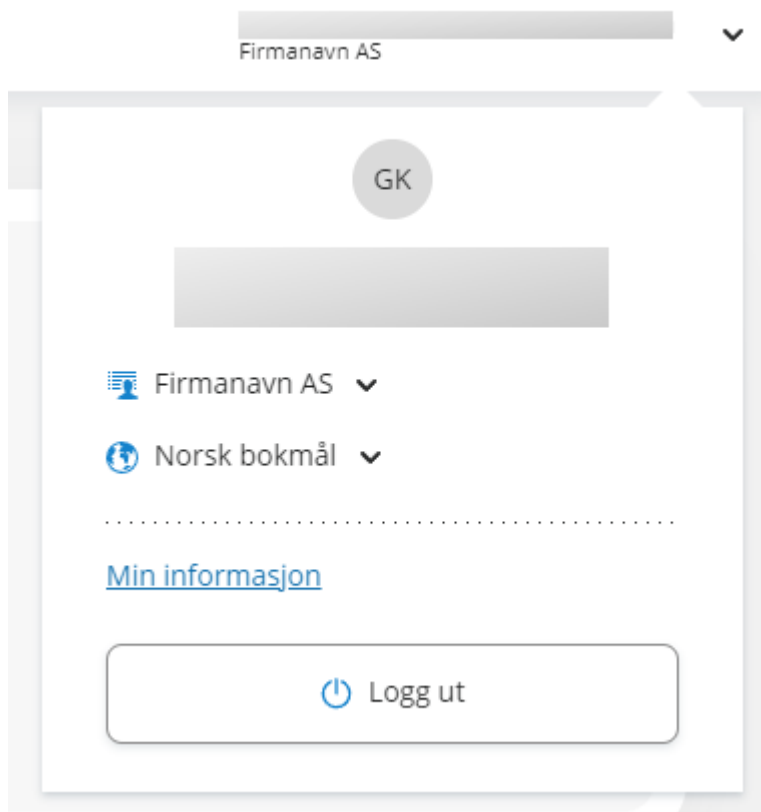 Firmanavn AS
GK
Firmanavn AS
Norsk bokmål
Min informasjon
Logg ut